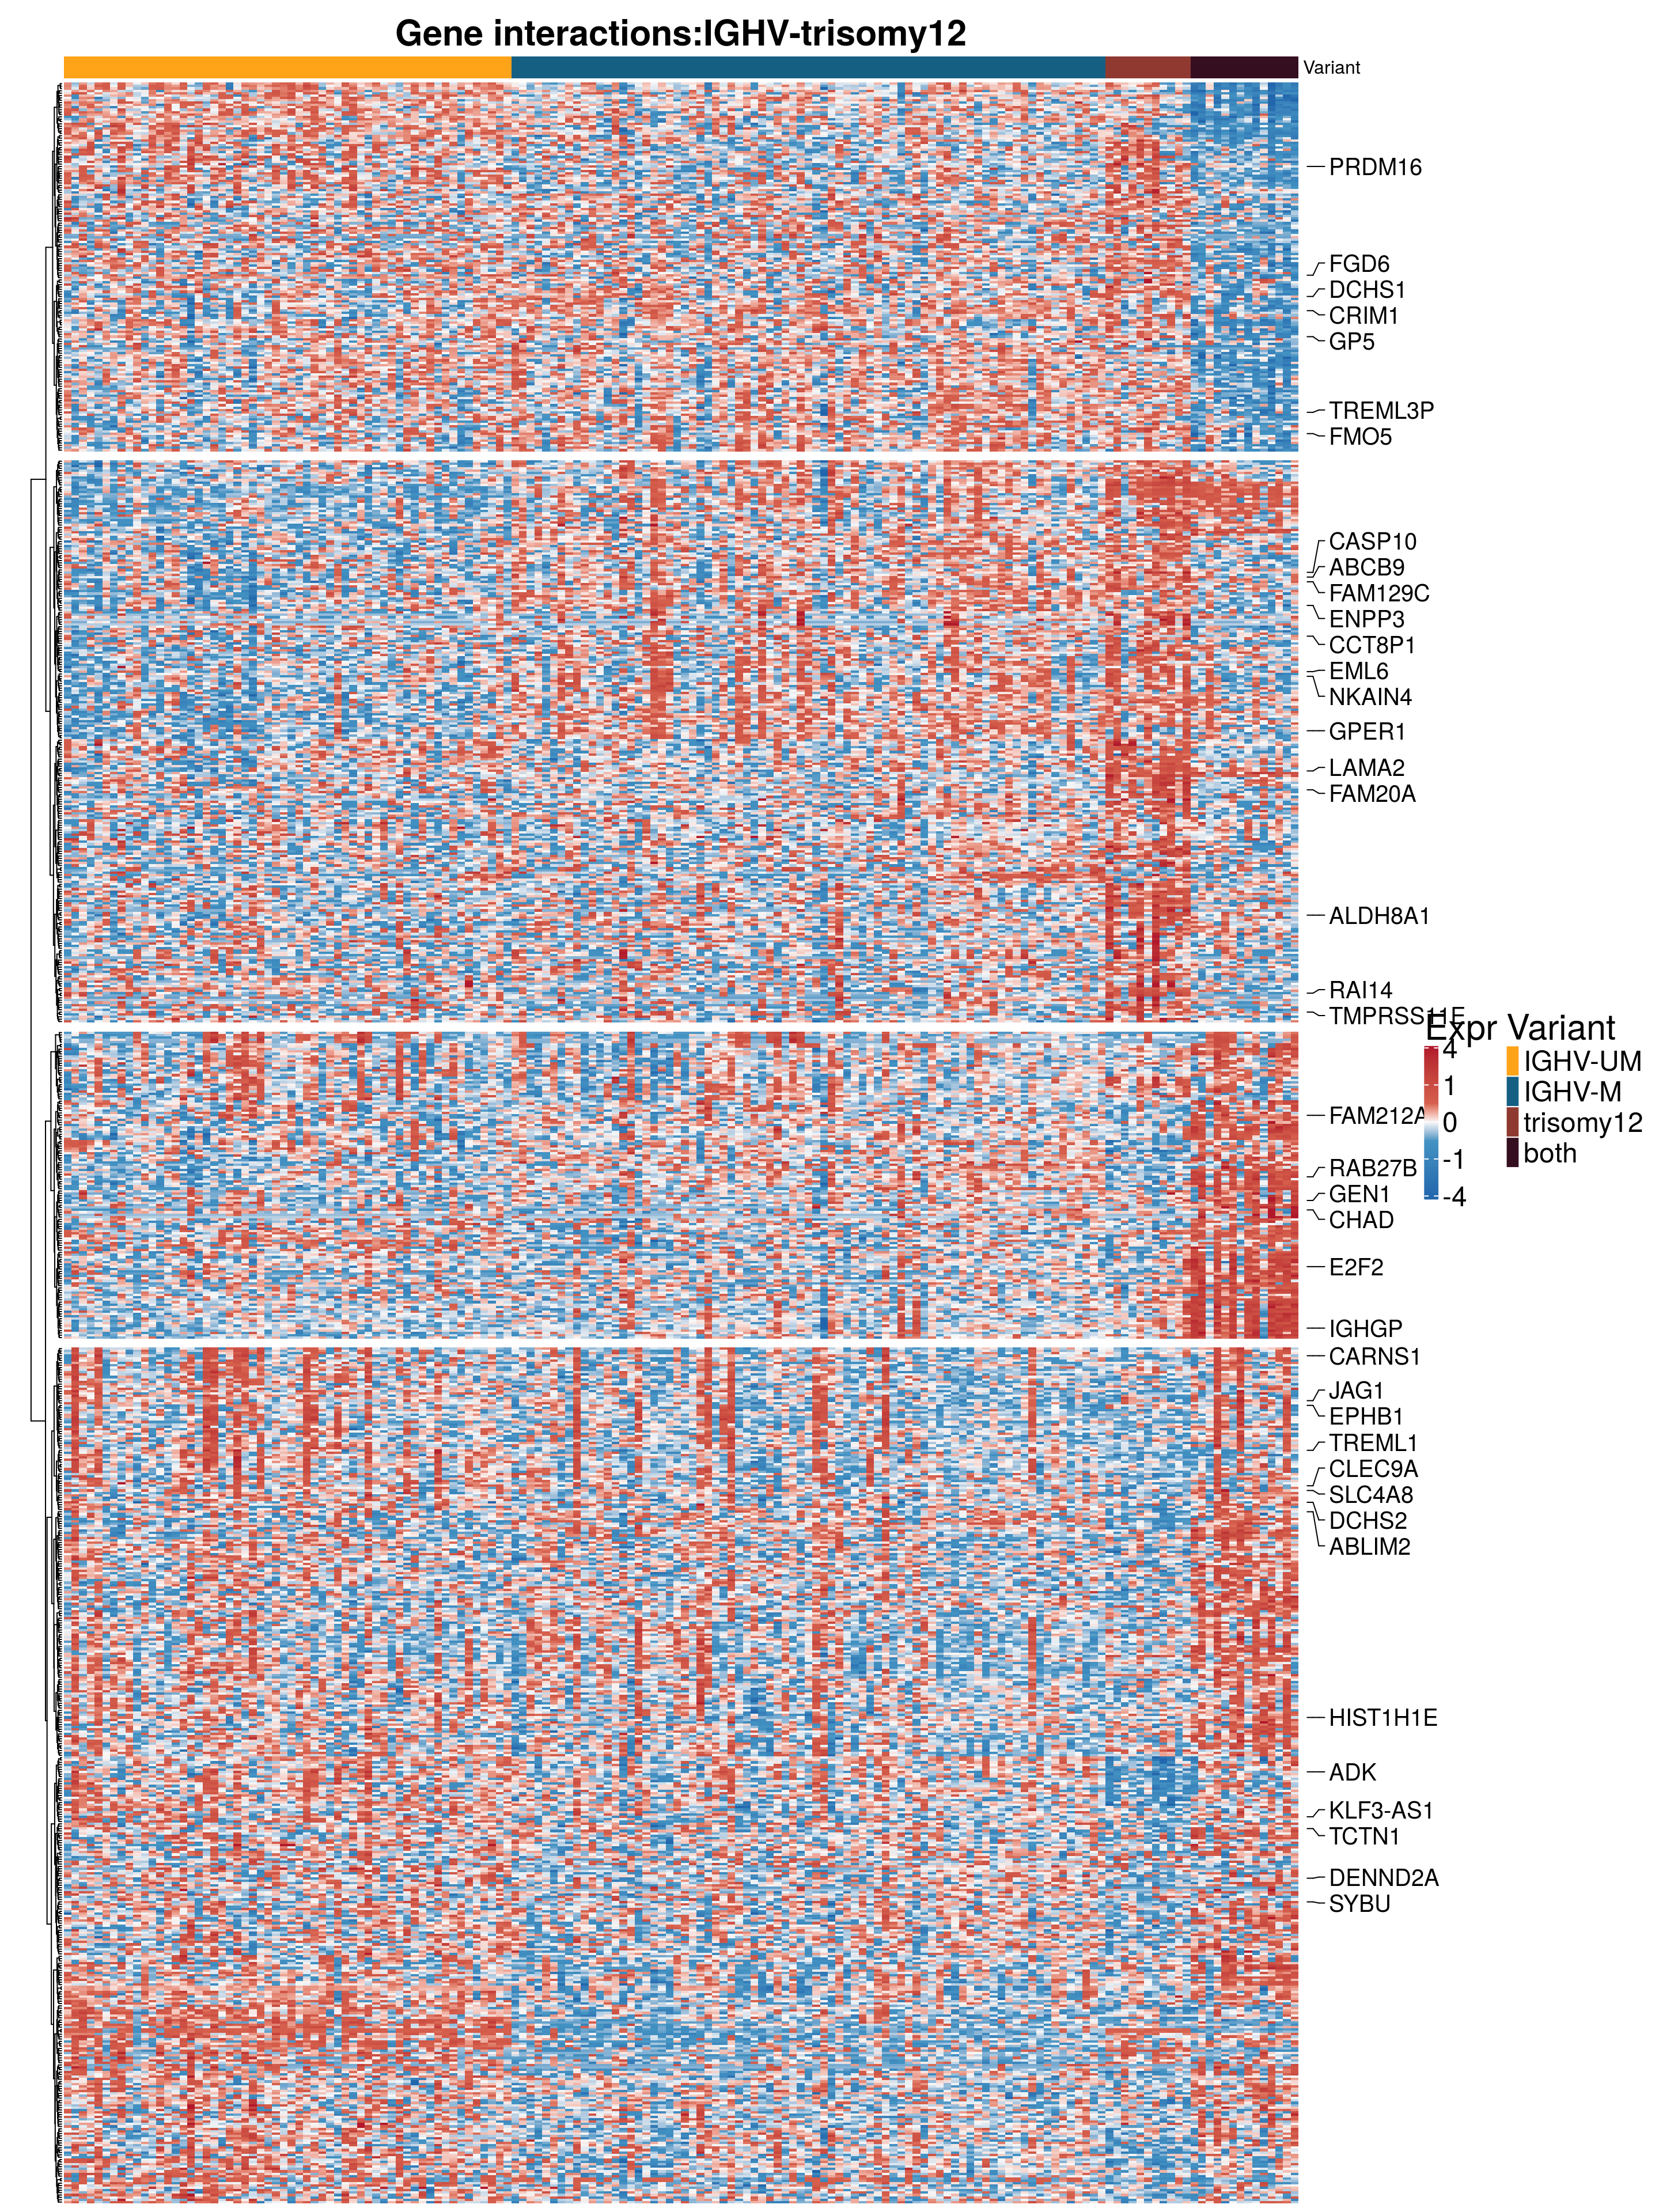 Gene interactions:IGHV-trisomy12
Variant
PRDM16
FGD6
DCHS1
CRIM1
GP5
TREML3P
FMO5
CASP10
ABCB9
FAM129C
ENPP3
CCT8P1
EML6
NKAIN4
GPER1
LAMA2
FAM20A
ALDH8A1
RAI14
TMPRSS11E
Expr Variant
4
1
0
-1
-4
IGHV-UM
IGHV-M
trisomy12
both
FAM212A
RAB27B
GEN1
CHAD
E2F2
IGHGP
CARNS1
JAG1
EPHB1
TREML1
CLEC9A
SLC4A8
DCHS2
ABLIM2
HIST1H1E
ADK
KLF3-AS1
TCTN1
DENND2A
SYBU